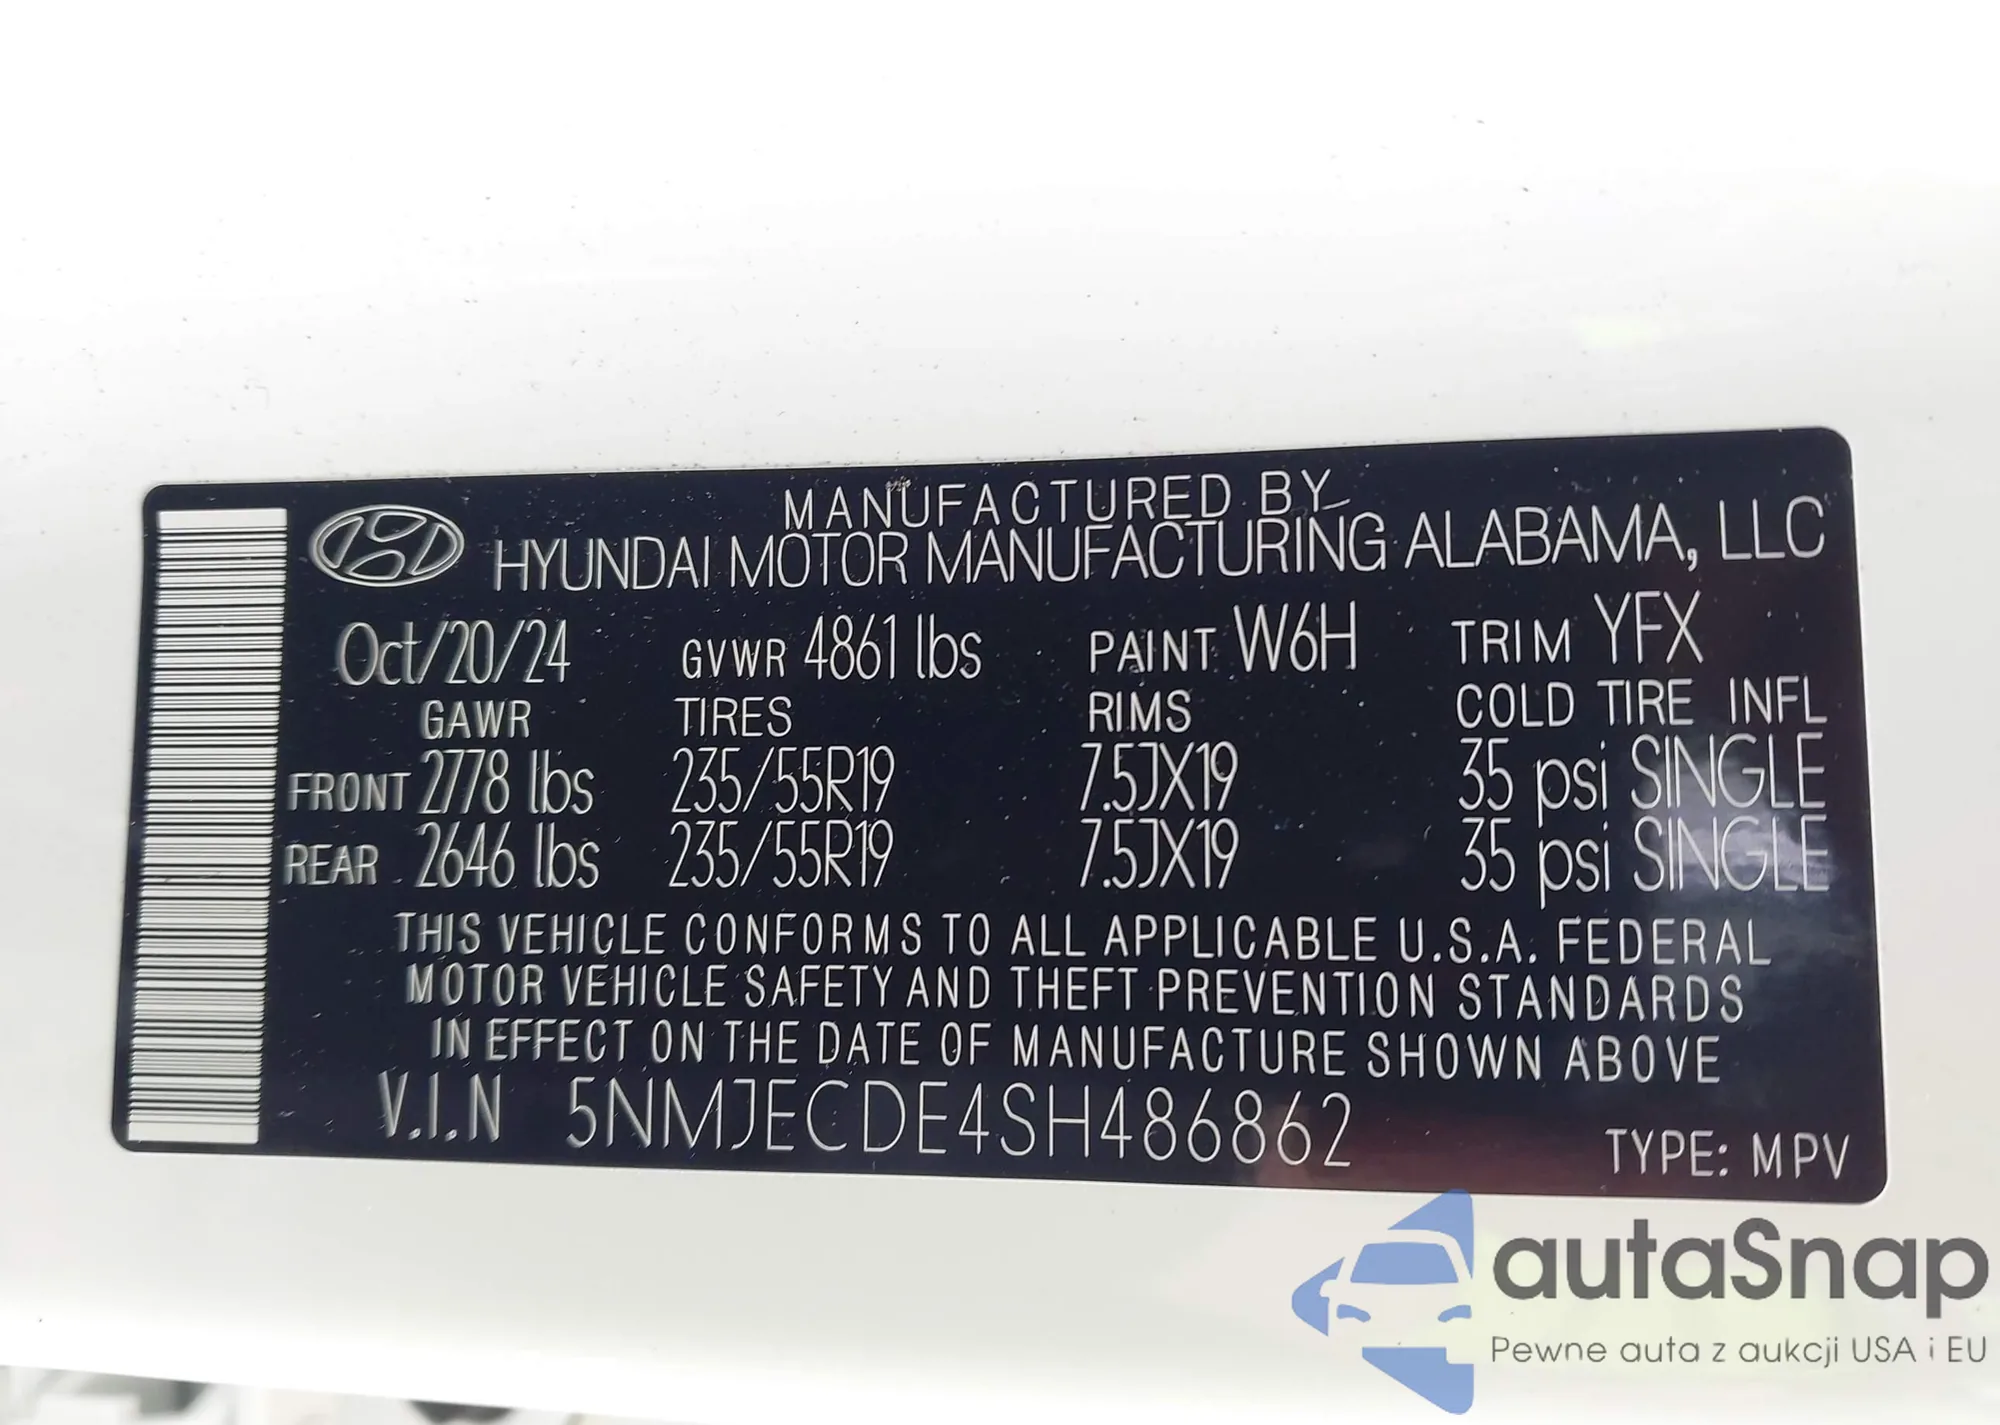 MANUFACTURED BY
HYUNDAI MOTOR MANUFACTURING ALABAMA, LLC
Oct/20/24 GVWR 4861 lbs PAINT W6H TRIM YFX
GAWR TIRES RIMS COLD TIRE INFL
FRONT 2778 lbs 235/55R19 7.5JX19 35 psi SINGLE
REAR 2646 lbs 235/55R19 7.5JX19 35 psi SINGLE
THIS VEHICLE CONFORMS TO ALL APPLICABLE U.S.A. FEDERAL
MOTOR VEHICLE SAFETY AND THEFT PREVENTION STANDARDS
IN EFFECT ON THE DATE OF MANUFACTURE SHOWN ABOVE
V.I.N 5NMJECDE4SH486862
TYPE: MPV
autaSnap
Pewne auta z aukcji USA i EU